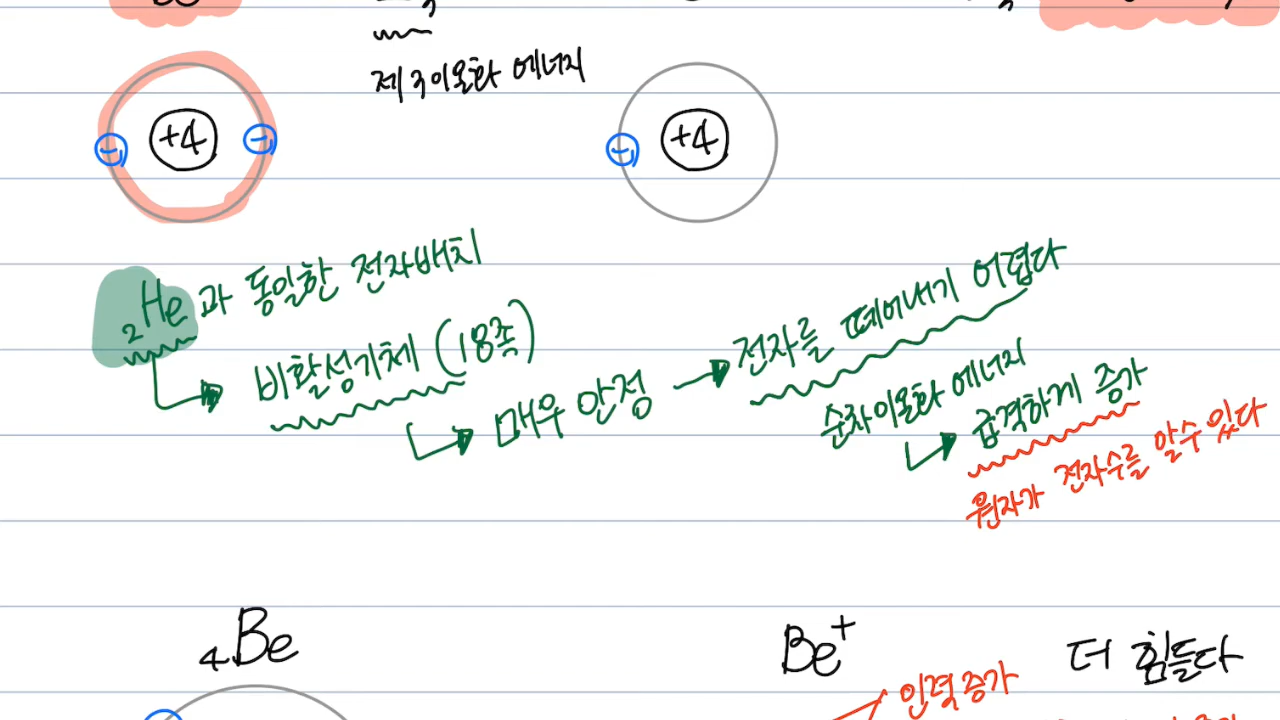 제3이온화 에너지
+4
-1
-1
+4
-1
₂He과 동일한 전자배치
비활성기체 (18족)
매우 안정
전자를 떼어내기 어렵다
순차이온화 에너지
급격하게 증가
원자가 전자수를 알수있다
₄Be
Be⁺
더 힘들다
인력증가